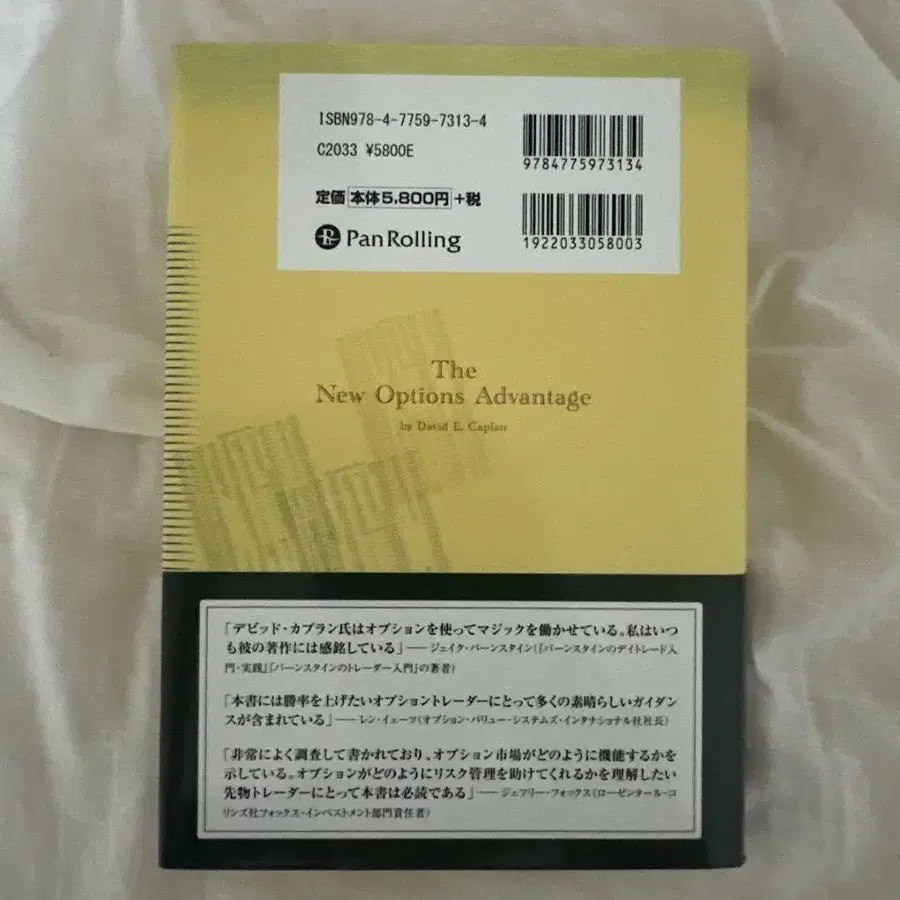 ISBN978-4-7759-7313-4
C2033 ¥5800E
9784775973134
定価 本体5,800円 +税
1922033058003
PanRolling
The
New Options Advantage
by David E. Caplan
「デビッド・カプラン氏はオプションを使ってマジックを働かせている。私はいつ
も彼の著作には感銘している」──ジェイク・バーンスタイン(『バーンスタインのデイトレード入
門・実践』『バーンスタインのトレーダー入門』の著者)
「本書には勝率を上げたいオプショントレーダーにとって多くの素晴らしいガイダン
スが含まれている」──レン・イェーツ(オプション・バリュー・システムズ・インタナショナル社社長)
「非常によく調査して書かれており、オプション市場がどのように機能するかを
示している。オプションがどのようにリスク管理を助けてくれるかを理解したい
先物トレーダーにとって本書は必読である」──ジェフリー・フォックス(ローゼンタール・コ
リンズ社フォックス・インベストメント部門責任者)